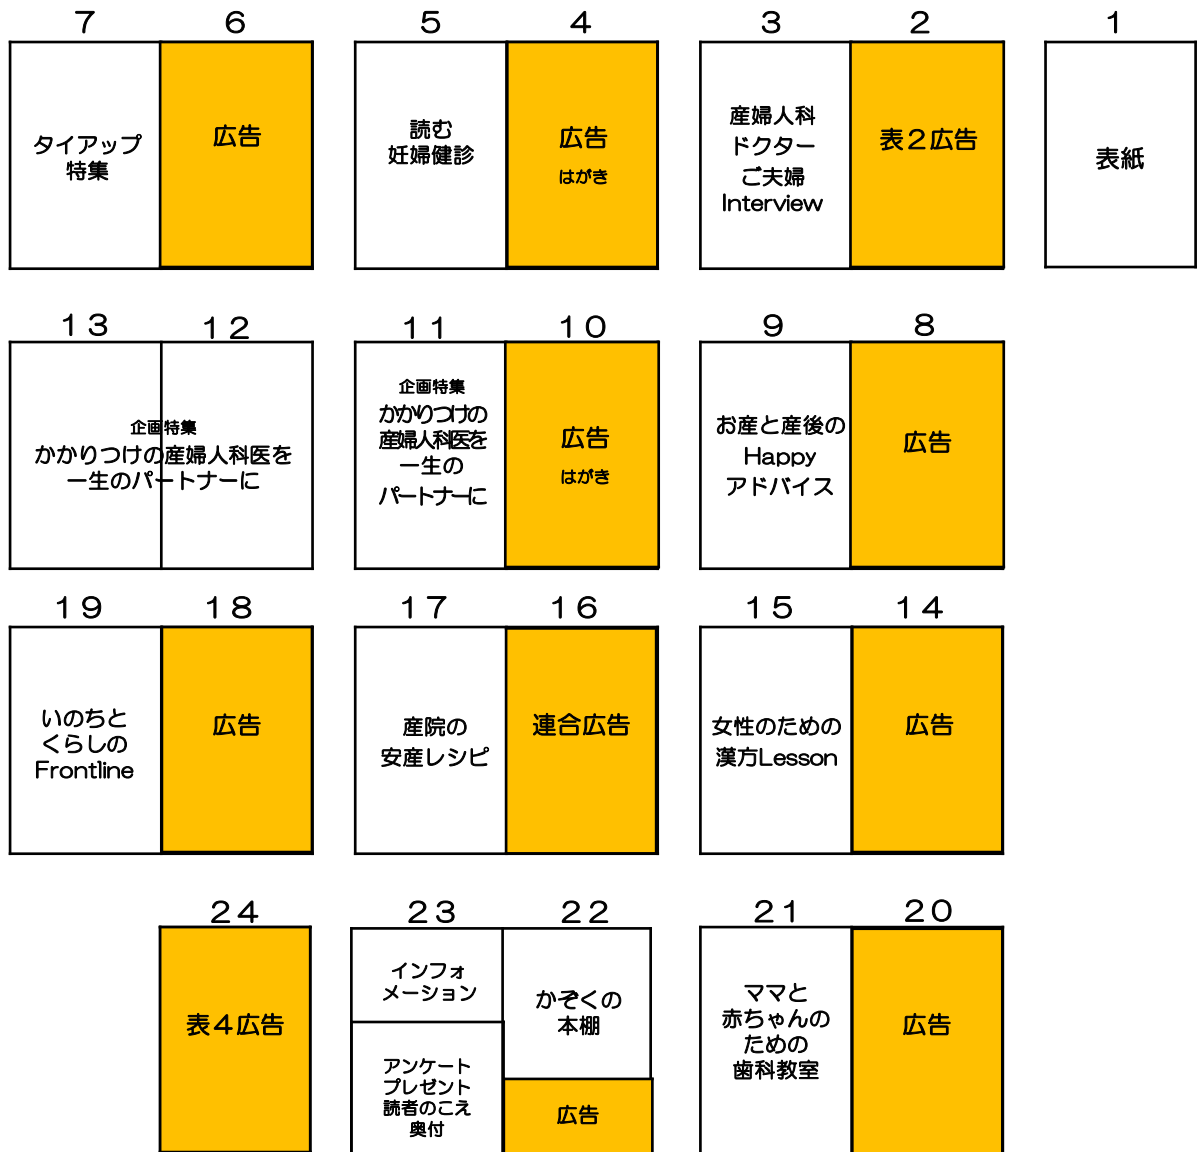 7
6
5
4
3
2
1
タイアップ
特集
広告
読む
妊婦健診
広告
はがき
産婦人科
ドクター
ご夫婦
Interview
表２広告
表紙
13
12
11
10
9
8
企画特集
かかりつけの産婦人科医を
一生のパートナーに
企画特集
かかりつけの
産婦人科医を
一生の
パートナーに
広告
はがき
お産と産後の
Happy
アドバイス
広告
19
18
17
16
15
14
いのちと
くらしの
Frontline
広告
産院の
安産レシピ
連合広告
女性のための
漢方Lesson
広告
24
23
22
21
20
表４広告
インフォ
メーション
アンケート
プレゼント
読者のこえ
奥付
かぞくの
本棚
広告
ママと
赤ちゃんの
ための
歯科教室
広告